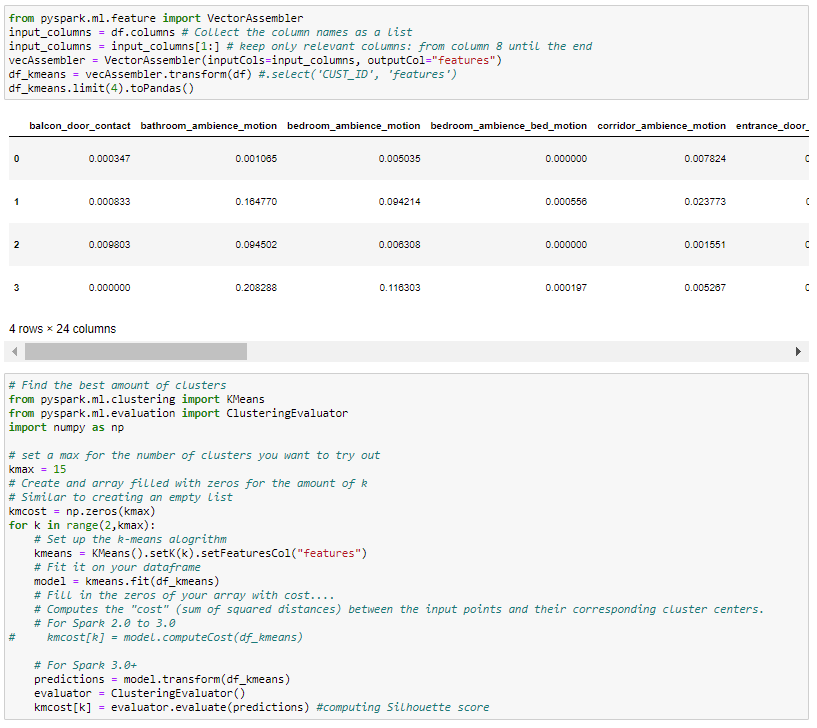 from pyspark.ml.feature import VectorAssembler
input_columns = df.columns # Collect the column names as a list
input_columns = input_columns[1:] # keep only relevant columns: from column 8 until the end
vecAssembler = VectorAssembler(inputCols=input_columns, outputCol="features")
df_kmeans = vecAssembler.transform(df) #.select('CUST_ID', 'features')
df_kmeans.limit(4).toPandas()
balcon_door_contact bathroom_ambience_motion bedroom_ambience_motion bedroom_ambience_bed_motion corridor_ambience_motion entrance_door_
0 0.000347 0.001065 0.005035 0.000000 0.007824
1 0.000833 0.164770 0.094214 0.000556 0.023773
2 0.009803 0.094502 0.006308 0.000000 0.001551
3 0.000000 0.208288 0.116303 0.000197 0.005267
4 rows × 24 columns
# Find the best amount of clusters
from pyspark.ml.clustering import KMeans
from pyspark.ml.evaluation import ClusteringEvaluator
import numpy as np
# set a max for the number of clusters you want to try out
kmax = 15
# Create and array filled with zeros for the amount of k
# Similar to creating an empty list
kmcost = np.zeros(kmax)
for k in range(2,kmax):
# Set up the k-means alogrithm
kmeans = KMeans().setK(k).setFeaturesCol("features")
# Fit it on your dataframe
model = kmeans.fit(df_kmeans)
# Fill in the zeros of your array with cost....
# Computes the "cost" (sum of squared distances) between the input points and their corresponding cluster centers.
# For Spark 2.0 to 3.0
# kmcost[k] = model.computeCost(df_kmeans)
# For Spark 3.0+
predictions = model.transform(df_kmeans)
evaluator = ClusteringEvaluator()
kmcost[k] = evaluator.evaluate(predictions) #computing Silhouette score